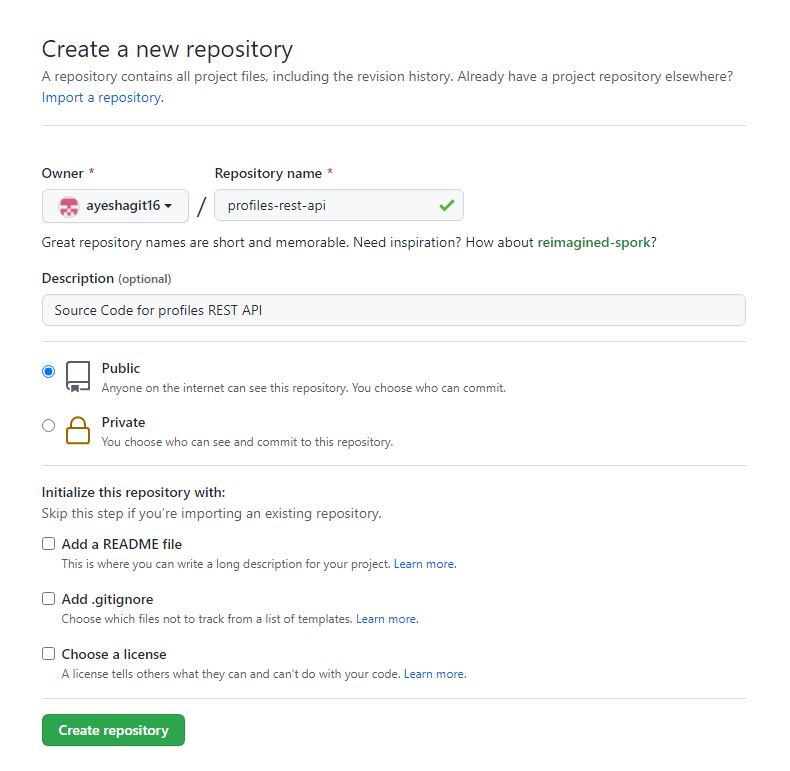 Create a new repository
A repository contains all project files, including the revision history. Already have a project repository elsewhere?
Import a repository.
Owner * Repository name *
ayeshagit16 / profiles-rest-api
Great repository names are short and memorable. Need inspiration? How about reimagined-spork?
Description (optional)
Source Code for profiles REST API
Public
Anyone on the internet can see this repository. You choose who can commit.
Private
You choose who can see and commit to this repository.
Initialize this repository with:
Skip this step if you’re importing an existing repository.
Add a README file
This is where you can write a long description for your project. Learn more.
Add .gitignore
Choose which files not to track from a list of templates. Learn more.
Choose a license
A license tells others what they can and can't do with your code. Learn more.
Create repository